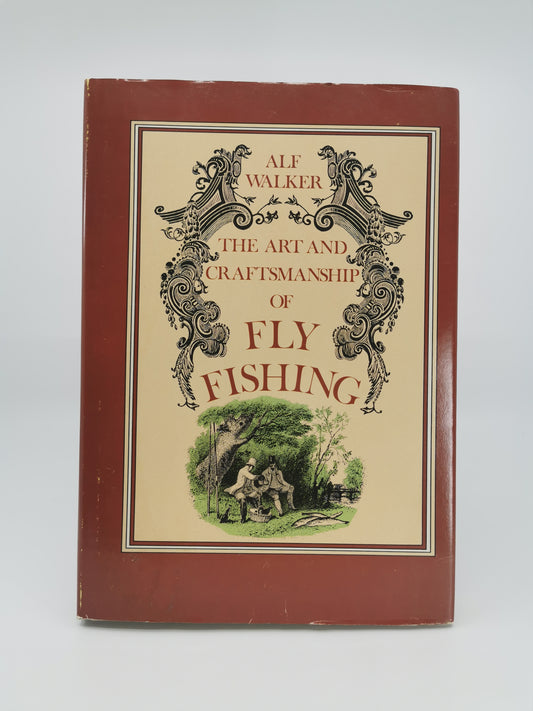 ALF
WALKER
THE ART AND
CRAFTSMANSHIP
OF
FLY
FISHING